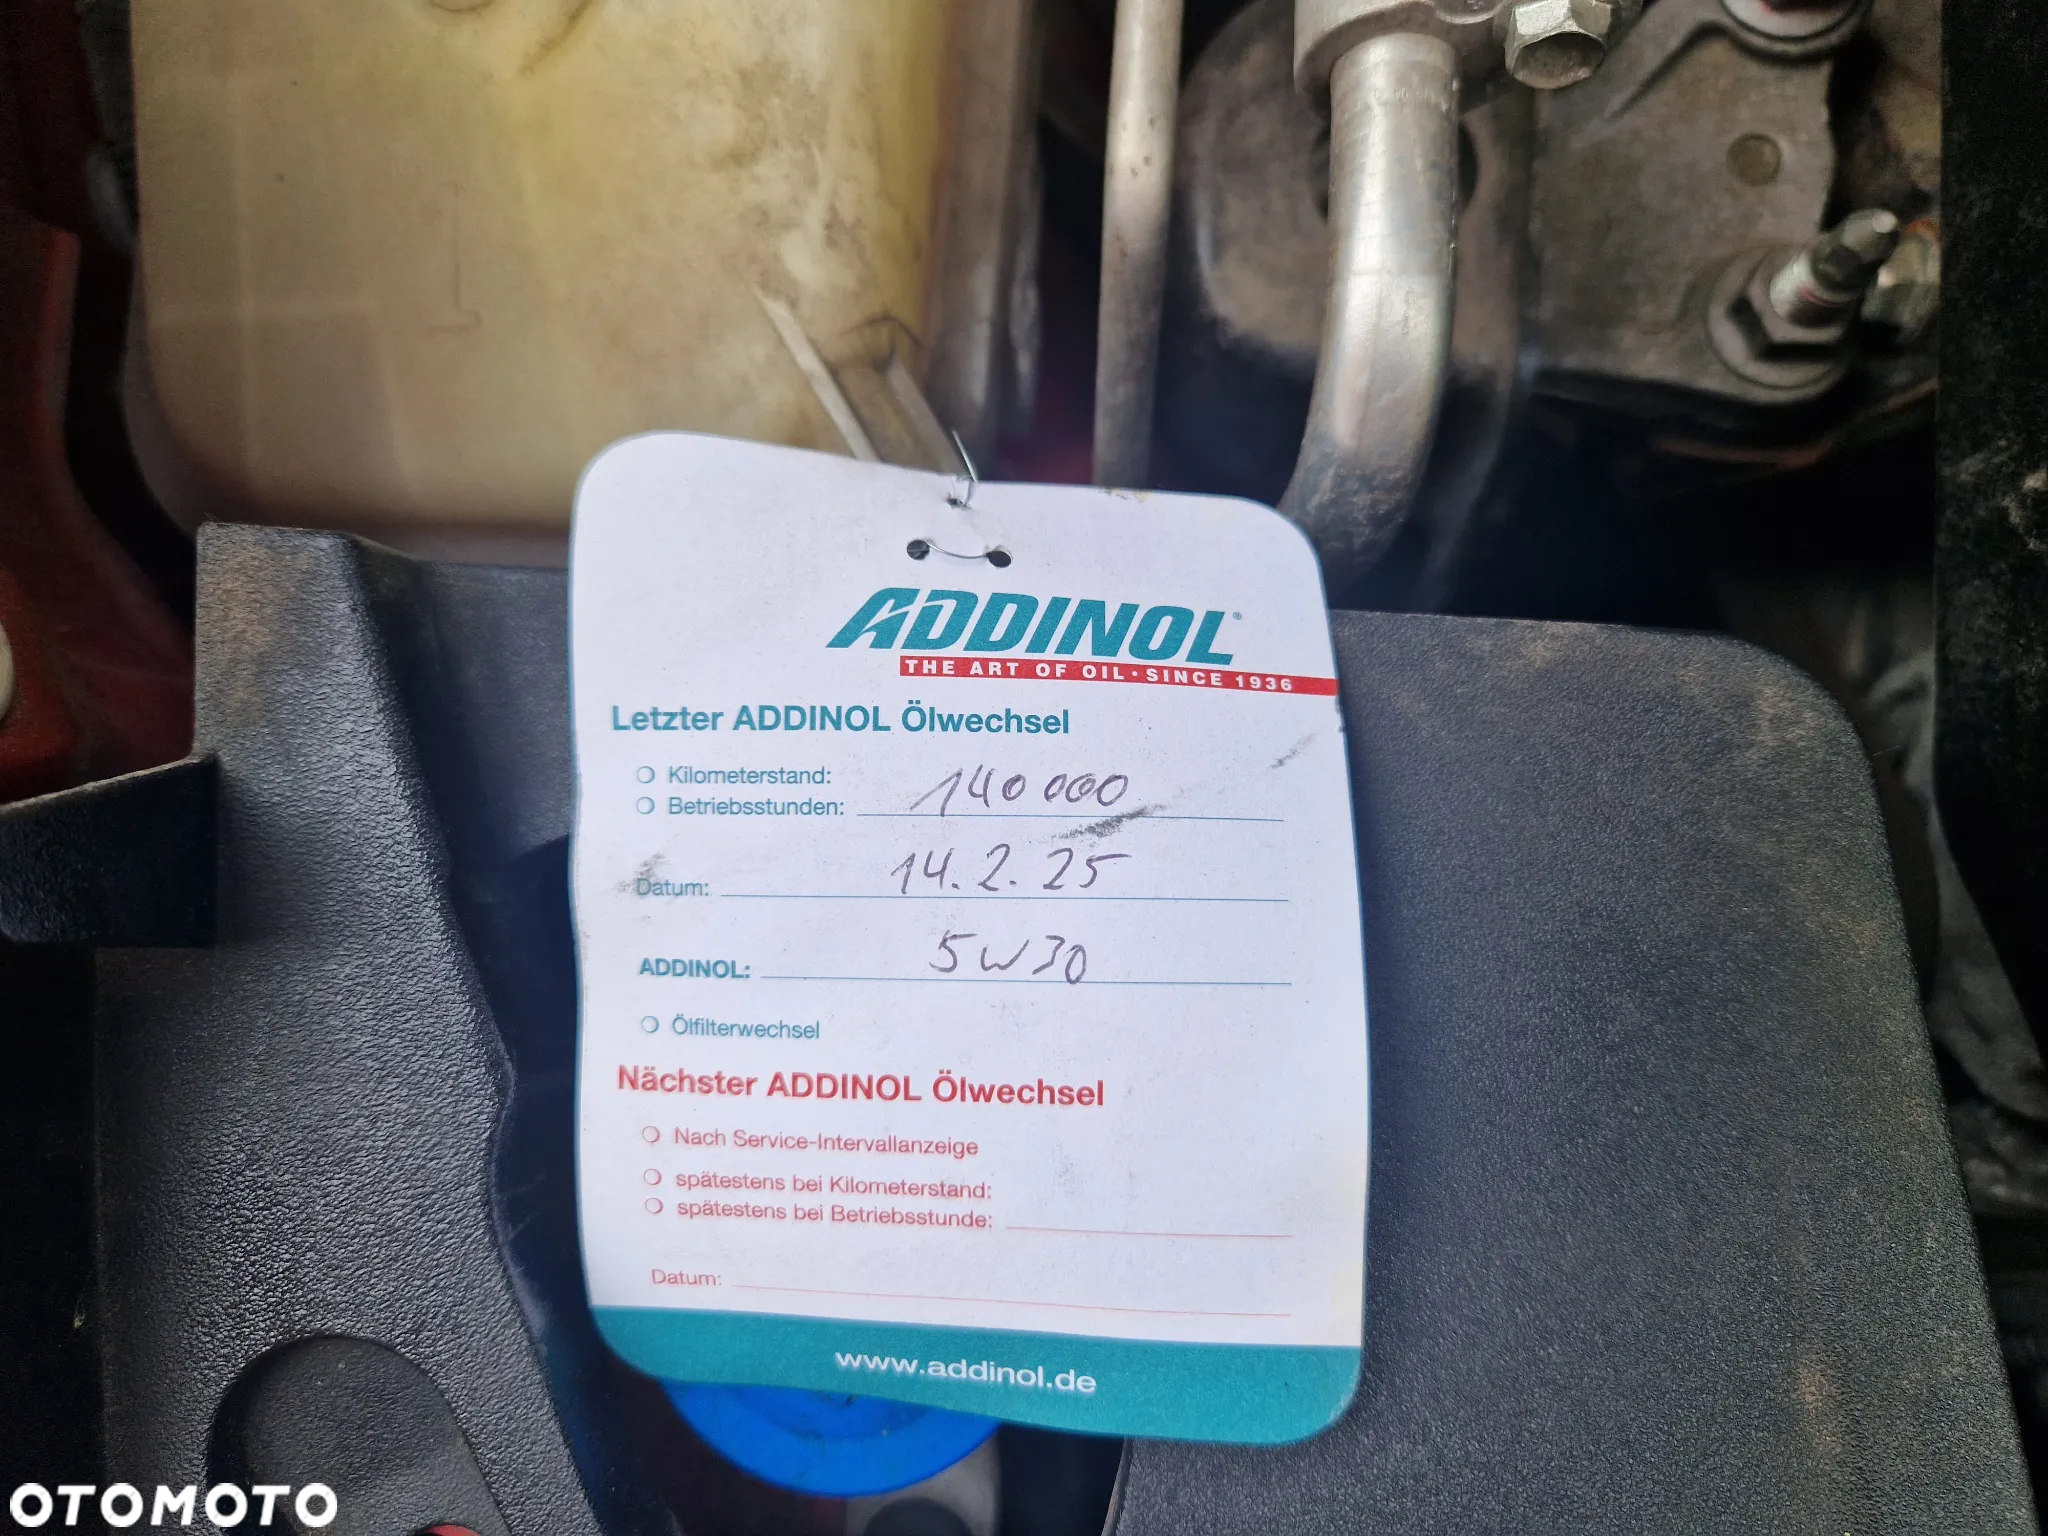 ADDINOL®
THE ART OF OIL • SINCE 1936
Letzter ADDINOL Ölwechsel
Kilometerstand:
Betriebsstunden: 140 000
Datum: 14.2.25
ADDINOL: 5W30
Ölfilterwechsel
Nächster ADDINOL Ölwechsel
Nach Service-Intervallanzeige
spätestens bei Kilometerstand:
spätestens bei Betriebsstunde:
Datum:
www.addinol.de
OTOMOTO